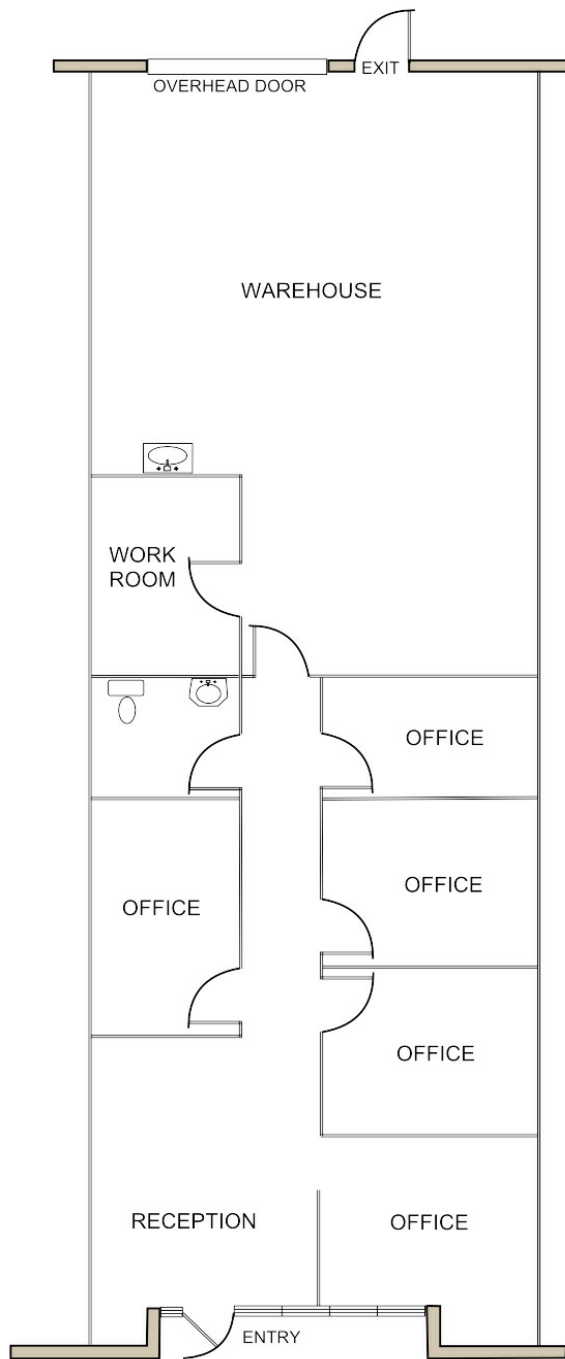 OVERHEAD DOOR
EXIT
WAREHOUSE
WORK
ROOM
OFFICE
OFFICE
OFFICE
OFFICE
RECEPTION
OFFICE
ENTRY